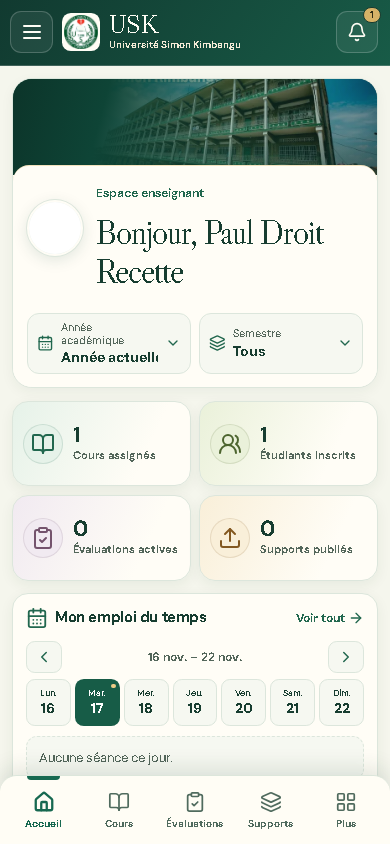 USK
Université Simon Kimbangu
1
Espace enseignant
Bonjour, Paul Droit
Recette
Année
académique
Année actuelle
Semestre
Tous
1
Cours assignés
1
Étudiants inscrits
0
Évaluations actives
0
Supports publiés
Mon emploi du temps
Voir tout
16 nov. – 22 nov.
Lun. Mar. Mer. Jeu. Ven. Sam. Dim.
16 17 18 19 20 21 22
Aucune séance ce jour.
Accueil Cours Évaluations Supports Plus